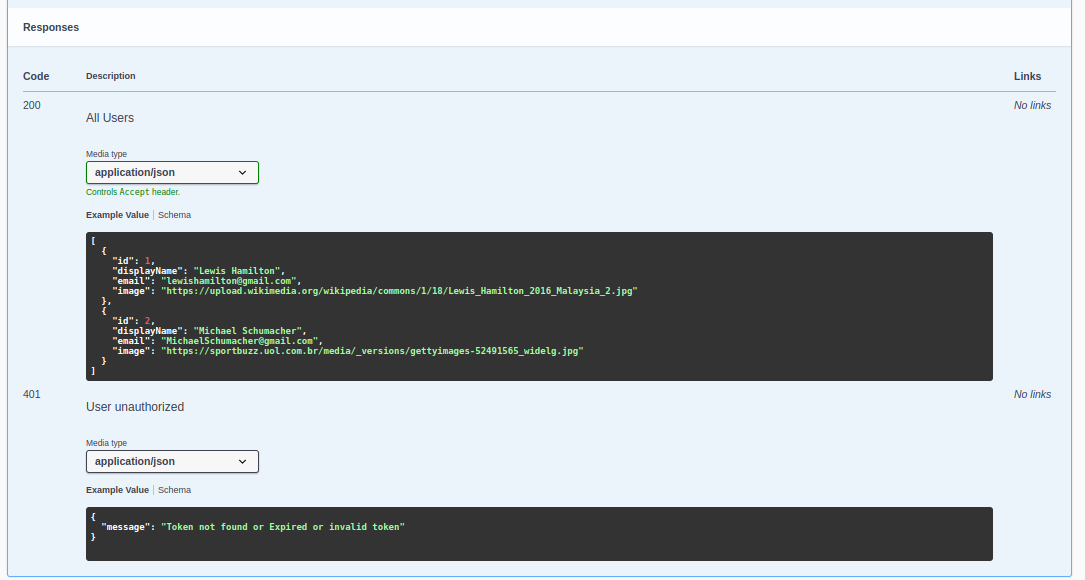 Responses
Code Description Links
200 No links
All Users
Media type
application/json
Controls Accept header.
Example Value Schema
[
{
"id": 1,
"displayName": "Lewis Hamilton",
"email": "lewishamilton@gmail.com",
"image": "https://upload.wikimedia.org/wikipedia/commons/1/18/Lewis_Hamilton_2016_Malaysia_2.jpg"
},
{
"id": 2,
"displayName": "Michael Schumacher",
"email": "MichaelSchumacher@gmail.com",
"image": "https://sportbuzz.uol.com.br/media/_versions/gettyimages-52491565_widelg.jpg"
}
]
401 No links
User unauthorized
Media type
application/json
Example Value Schema
{
"message": "Token not found or Expired or invalid token"
}